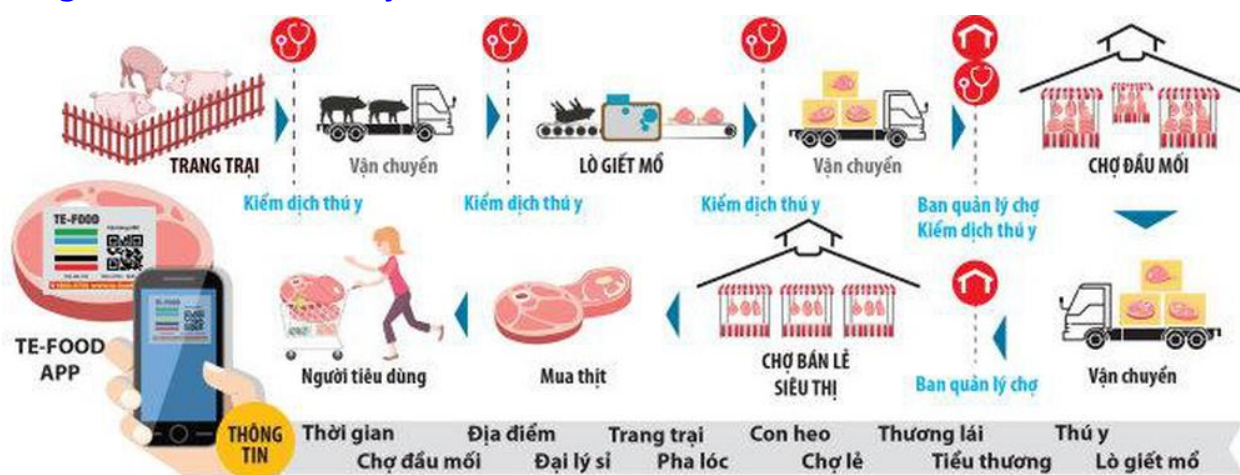 TRANG TRẠI
Vận chuyển
LÒ GIẾT MỔ
Vận chuyển
CHỢ ĐẦU MỐI
Kiểm dịch thú y
Kiểm dịch thú y
Kiểm dịch thú y
Ban quản lý chợ
Kiểm dịch thú y
TE-FOOD
TE-FOOD
APP
Người tiêu dùng
Mua thịt
CHỢ BÁN LẺ
SIÊU THỊ
Ban quản lý chợ
Vận chuyển
THÔNG
TIN
Thời gian
Địa điểm
Trang trại
Con heo
Thương lái
Thú y
Chợ đầu mối
Đại lý sỉ
Pha lóc
Chợ lẻ
Tiểu thương
Lò giết mổ